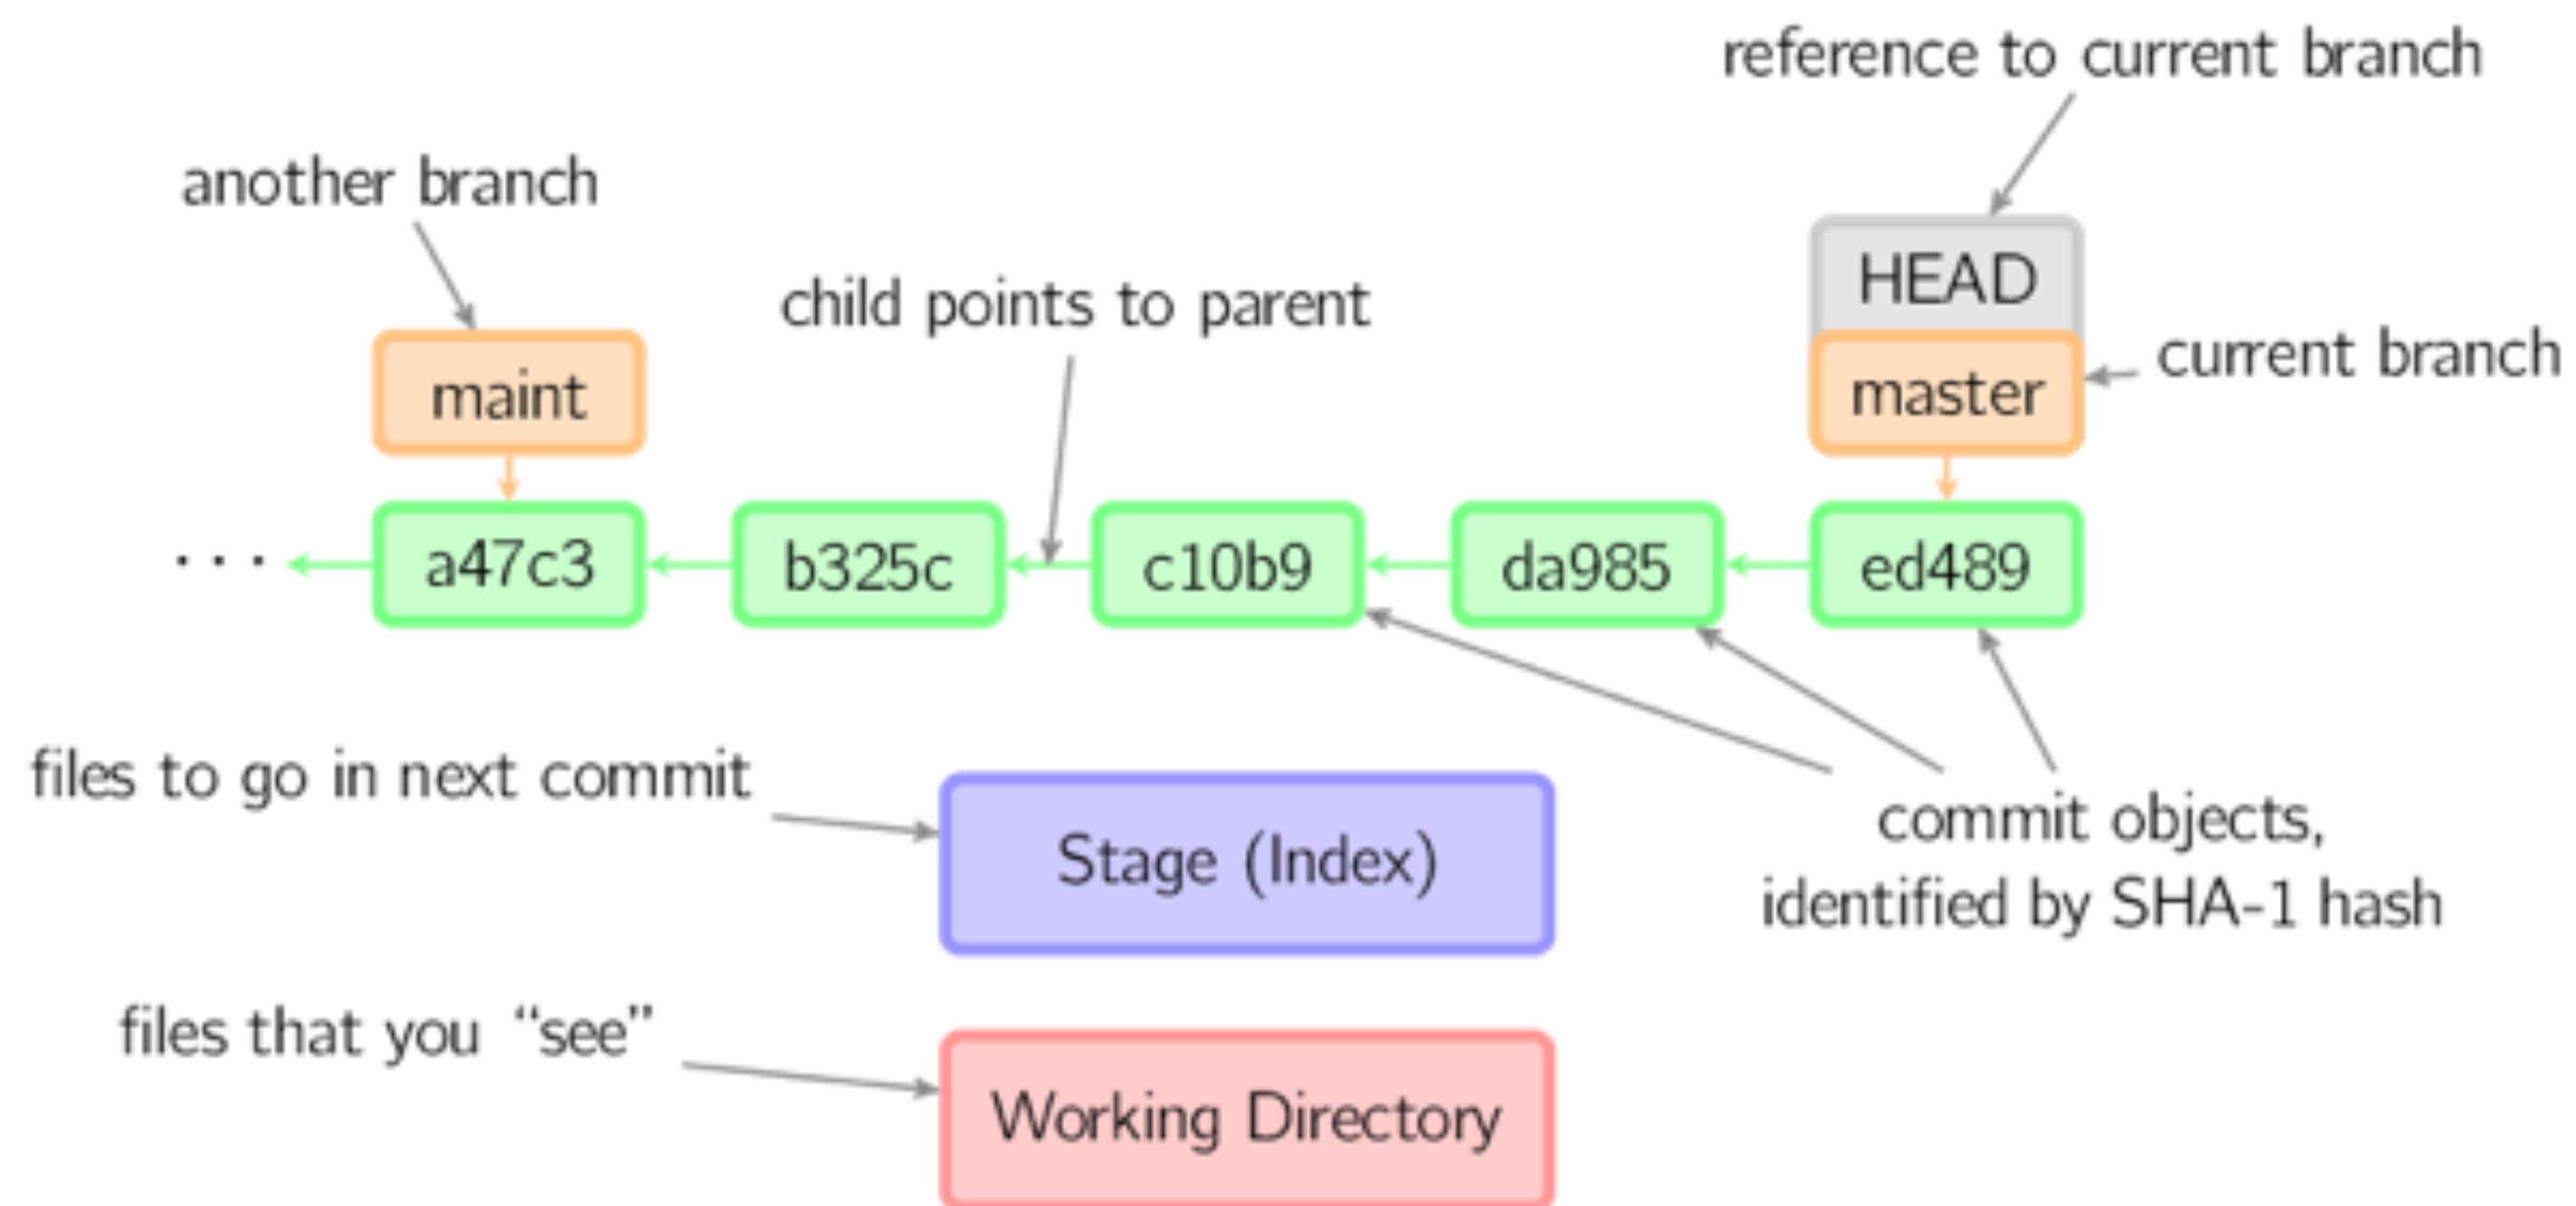 reference to current branch
another branch
child points to parent
HEAD
current branch
maint
master
...
a47c3
b325c
c10b9
da985
ed489
files to go in next commit
Stage (Index)
commit objects,
identified by SHA-1 hash
files that you “see”
Working Directory